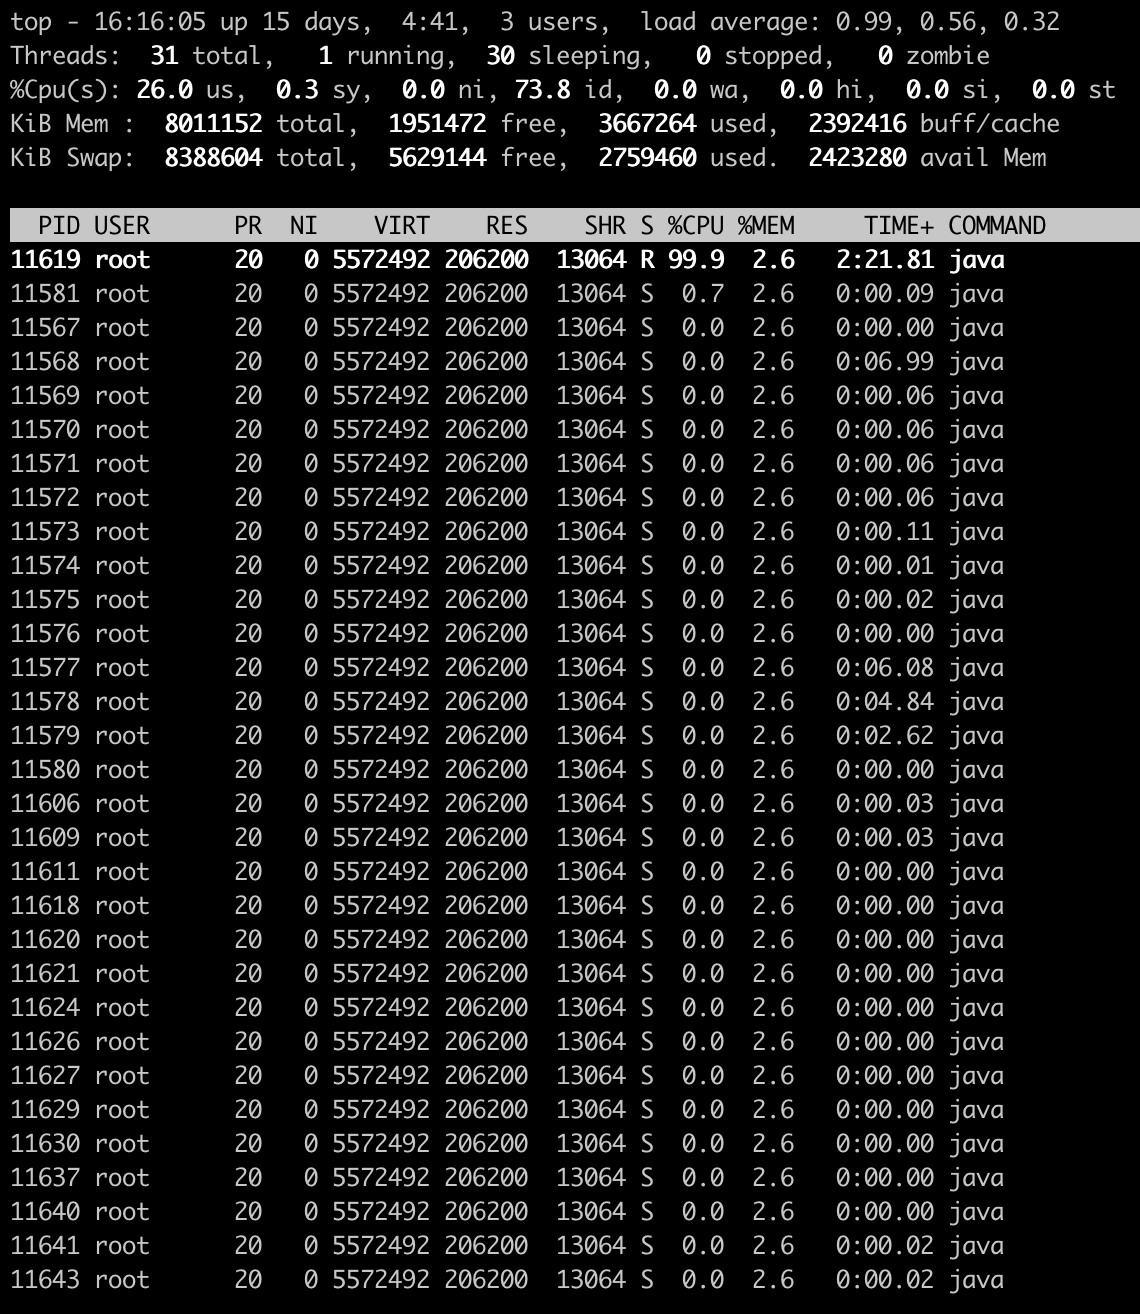 top - 16:16:05 up 15 days,  4:41,  3 users,  load average: 0.99, 0.56, 0.32
Threads:  31 total,   1 running,  30 sleeping,   0 stopped,   0 zombie
%Cpu(s): 26.0 us,  0.3 sy,  0.0 ni, 73.8 id,  0.0 wa,  0.0 hi,  0.0 si,  0.0 st
KiB Mem :  8011152 total,  1951472 free,  3667264 used,  2392416 buff/cache
KiB Swap:  8388604 total,  5629144 free,  2759460 used.  2423280 avail Mem
  PID USER      PR  NI    VIRT    RES    SHR S %CPU %MEM     TIME+ COMMAND
11619 root      20   0 5572492 206200  13064 R 99.9  2.6   2:21.81 java
11581 root      20   0 5572492 206200  13064 S  0.7  2.6   0:00.09 java
11567 root      20   0 5572492 206200  13064 S  0.0  2.6   0:00.00 java
11568 root      20   0 5572492 206200  13064 S  0.0  2.6   0:06.99 java
11569 root      20   0 5572492 206200  13064 S  0.0  2.6   0:00.06 java
11570 root      20   0 5572492 206200  13064 S  0.0  2.6   0:00.06 java
11571 root      20   0 5572492 206200  13064 S  0.0  2.6   0:00.06 java
11572 root      20   0 5572492 206200  13064 S  0.0  2.6   0:00.06 java
11573 root      20   0 5572492 206200  13064 S  0.0  2.6   0:00.11 java
11574 root      20   0 5572492 206200  13064 S  0.0  2.6   0:00.01 java
11575 root      20   0 5572492 206200  13064 S  0.0  2.6   0:00.02 java
11576 root      20   0 5572492 206200  13064 S  0.0  2.6   0:00.00 java
11577 root      20   0 5572492 206200  13064 S  0.0  2.6   0:06.08 java
11578 root      20   0 5572492 206200  13064 S  0.0  2.6   0:04.84 java
11579 root      20   0 5572492 206200  13064 S  0.0  2.6   0:02.62 java
11580 root      20   0 5572492 206200  13064 S  0.0  2.6   0:00.00 java
11606 root      20   0 5572492 206200  13064 S  0.0  2.6   0:00.03 java
11609 root      20   0 5572492 206200  13064 S  0.0  2.6   0:00.03 java
11611 root      20   0 5572492 206200  13064 S  0.0  2.6   0:00.00 java
11618 root      20   0 5572492 206200  13064 S  0.0  2.6   0:00.00 java
11620 root      20   0 5572492 206200  13064 S  0.0  2.6   0:00.00 java
11621 root      20   0 5572492 206200  13064 S  0.0  2.6   0:00.00 java
11624 root      20   0 5572492 206200  13064 S  0.0  2.6   0:00.00 java
11626 root      20   0 5572492 206200  13064 S  0.0  2.6   0:00.00 java
11627 root      20   0 5572492 206200  13064 S  0.0  2.6   0:00.00 java
11629 root      20   0 5572492 206200  13064 S  0.0  2.6   0:00.00 java
11630 root      20   0 5572492 206200  13064 S  0.0  2.6   0:00.00 java
11637 root      20   0 5572492 206200  13064 S  0.0  2.6   0:00.00 java
11640 root      20   0 5572492 206200  13064 S  0.0  2.6   0:00.00 java
11641 root      20   0 5572492 206200  13064 S  0.0  2.6   0:00.02 java
11643 root      20   0 5572492 206200  13064 S  0.0  2.6   0:00.02 java